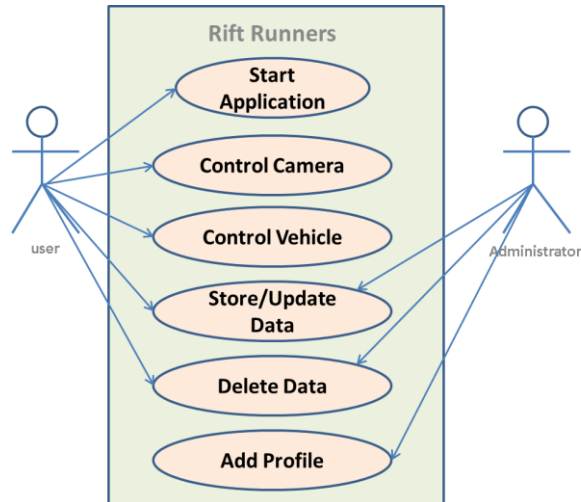 Rift Runners
Start
Application
Control Camera
Control Vehicle
user
Administrator
Store/Update
Data
Delete Data
Add Profile